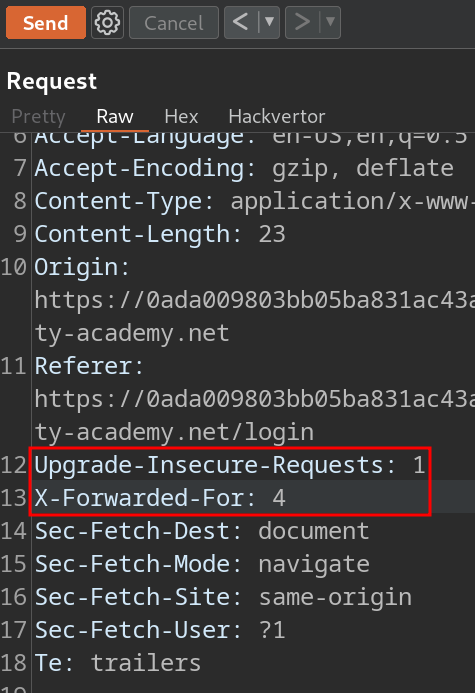 Send
Cancel
<
>
Request
Pretty Raw Hex Hackvertor
6 Accept-Language: en-US,en,q=0.5
7 Accept-Encoding: gzip, deflate
8 Content-Type: application/x-www-
9 Content-Length: 23
10 Origin:
https://0ada009803bb05ba831ac43a
ty-academy.net
11 Referer:
https://0ada009803bb05ba831ac43a
ty-academy.net/login
12 Upgrade-Insecure-Requests: 1
13 X-Forwarded-For: 4
14 Sec-Fetch-Dest: document
15 Sec-Fetch-Mode: navigate
16 Sec-Fetch-Site: same-origin
17 Sec-Fetch-User: ?1
18 Te: trailers